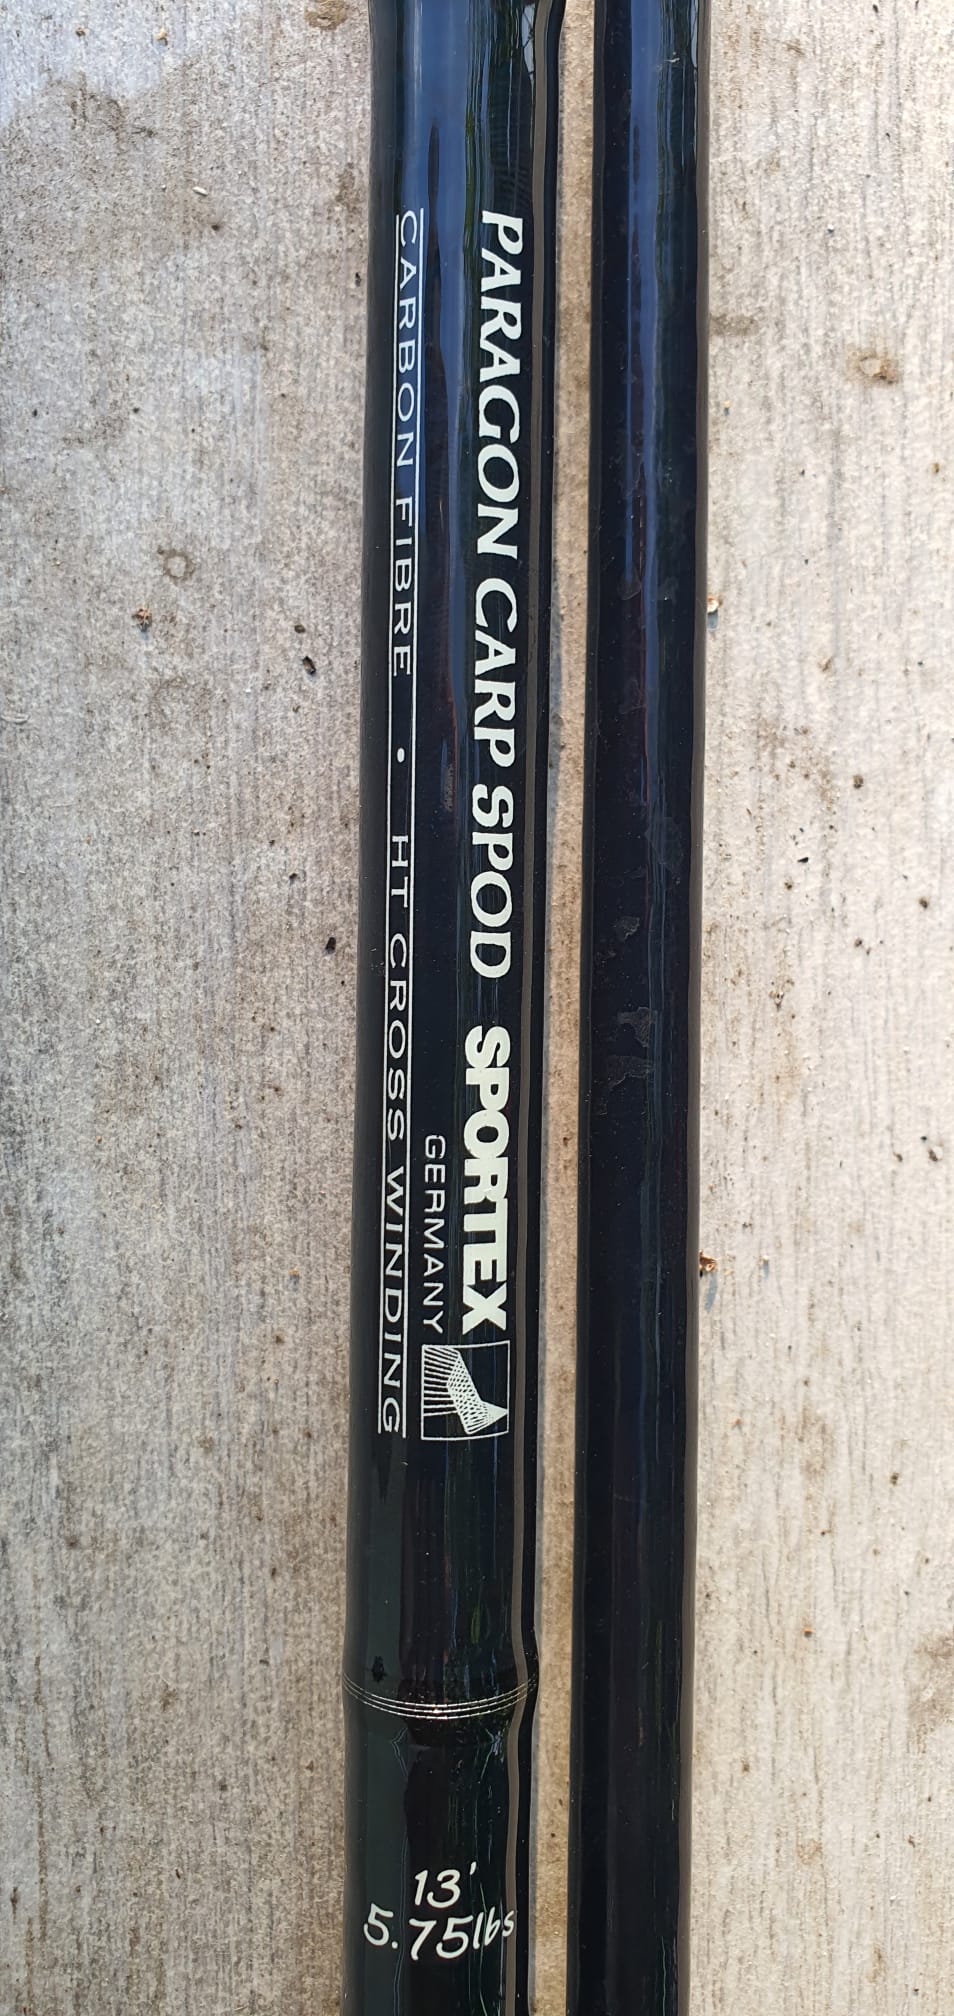 PARAGON CARP SPOD SPORTEX
GERMANY
CARBON FIBRE • HT CROSS WINDING
13'
5.75lbs